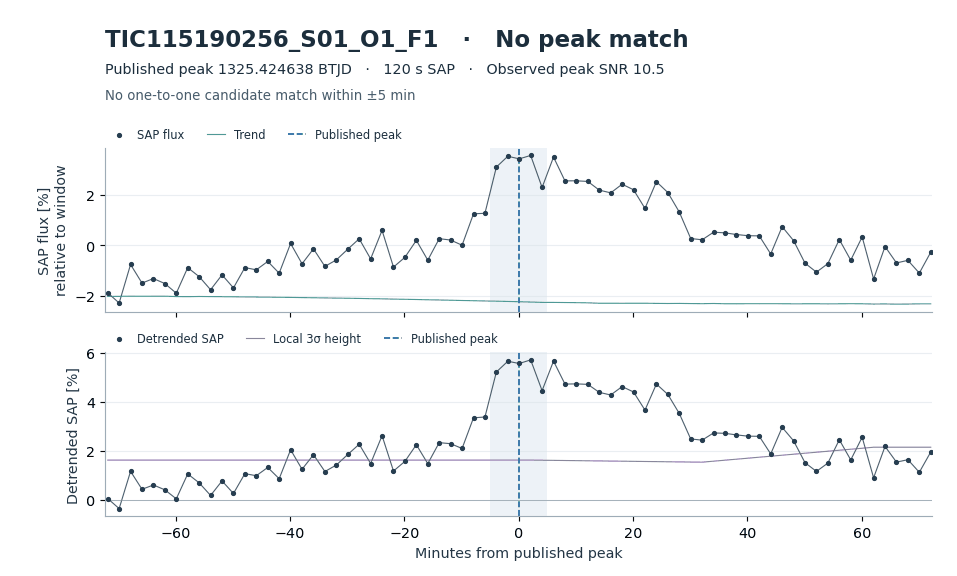 TIC115190256_S01_O1_F1 · No peak match
Published peak 1325.424638 BTJD · 120 s SAP · Observed peak SNR 10.5
No one-to-one candidate match within ±5 min
SAP flux Trend Published peak
SAP flux [%]
relative to window
2
0
−2
Detrended SAP Local 3σ height Published peak
Detrended SAP [%]
6
4
2
0
−60 −40 −20 0 20 40 60
Minutes from published peak